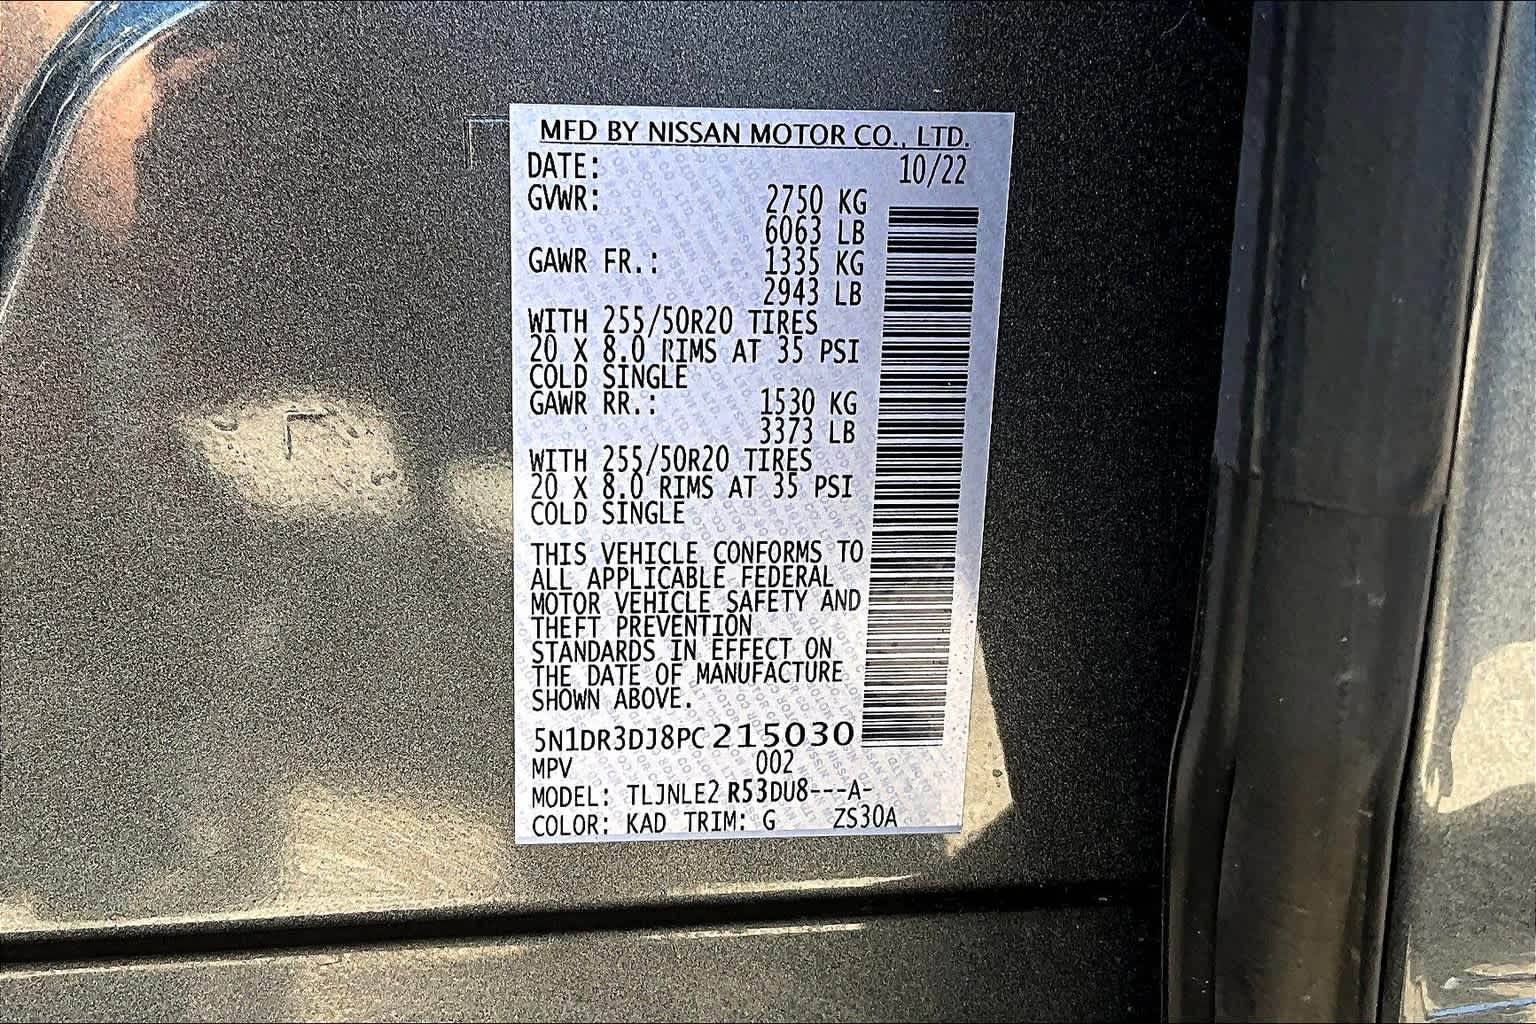 MFD BY NISSAN MOTOR CO., LTD.
DATE: 10/22
GVWR: 2750 KG
6063 LB
GAWR FR.: 1335 KG
2943 LB
WITH 255/50R20 TIRES
20 X 8.0 RIMS AT 35 PSI
COLD SINGLE
GAWR RR.: 1530 KG
3373 LB
WITH 255/50R20 TIRES
20 X 8.0 RIMS AT 35 PSI
COLD SINGLE
THIS VEHICLE CONFORMS TO
ALL APPLICABLE FEDERAL
MOTOR VEHICLE SAFETY AND
THEFT PREVENTION
STANDARDS IN EFFECT ON
THE DATE OF MANUFACTURE
SHOWN ABOVE.
5N1DR3DJ8PC215030
MPV 002
MODEL: TLJNLE2 R53DU8---A-
COLOR: KAD TRIM: G ZS30A